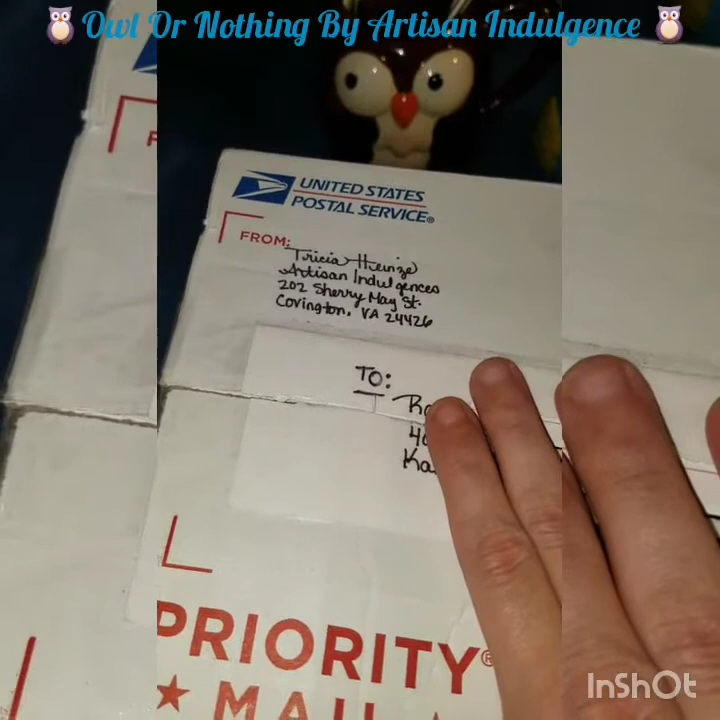 🦉 Owl Or Nothing By Artisan Indulgence 🦉
UNITED STATES
POSTAL SERVICE®
FROM:
Tricia Heinze
Artisan Indulgences
202 Sherry May St.
Covington, VA 24426
TO:
PRIORITY®
★ MAIL ★
InShOt